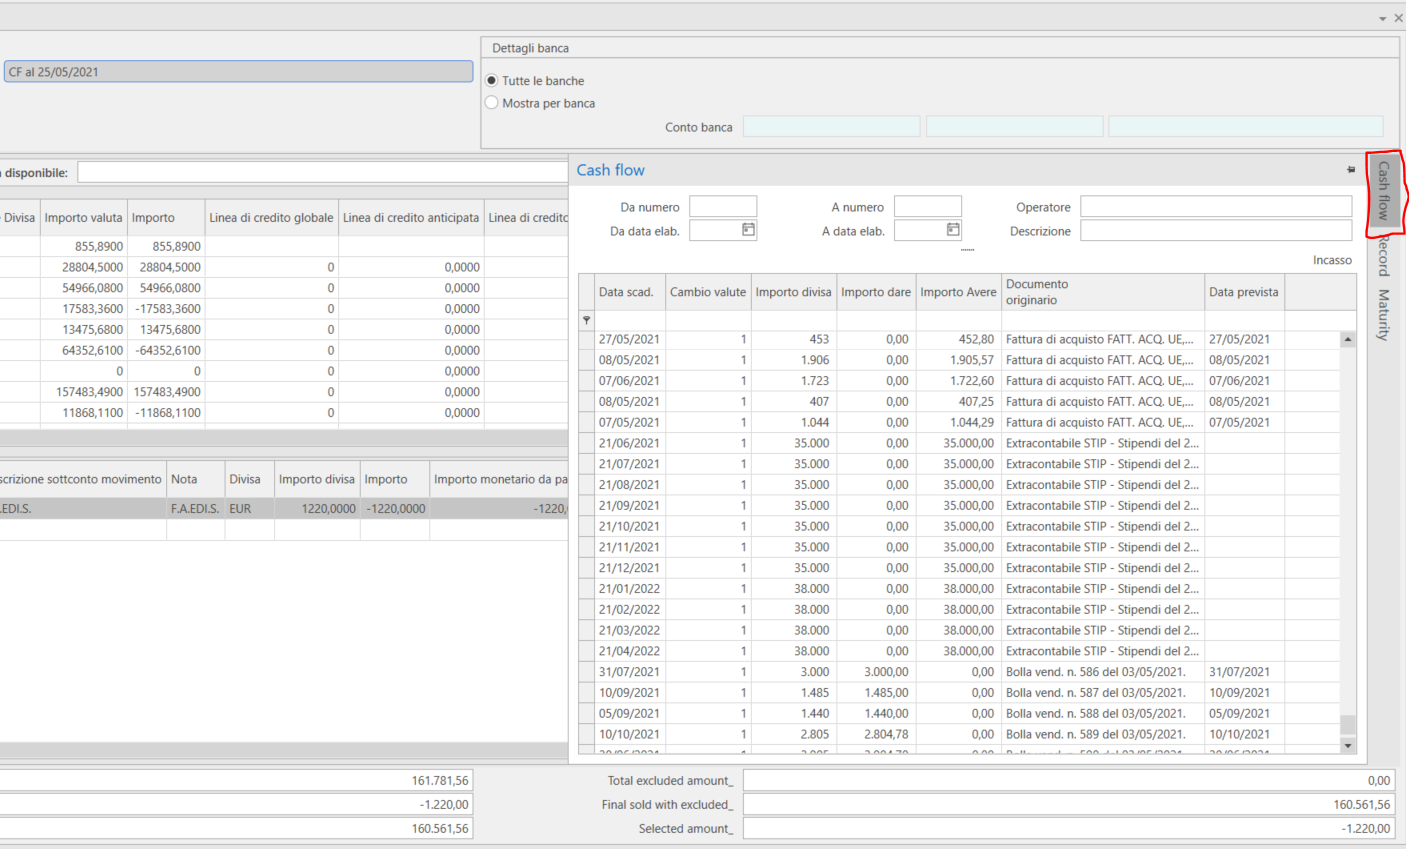 Dettagli banca
CF al 25/05/2021
Tutte le banche
Mostra per banca
Conto banca
disponibile:
Divisa Importo valuta Importo Linea di credito globale Linea di credito anticipata Linea di credito
855,8900 855,8900
28804,5000 28804,5000 0 0,0000
54966,0800 54966,0800 0 0,0000
17583,3600 -17583,3600 0 0,0000
13475,6800 13475,6800 0 0,0000
64352,6100 -64352,6100 0 0,0000
0 0 0 0,0000
157483,4900 157483,4900 0 0,0000
11868,1100 -11868,1100 0 0,0000
scrizione sottconto movimento Nota Divisa Importo divisa Importo Importo monetario da pa
.EDI.S. F.A.EDI.S. EUR 1220,0000 -1220,0000 -1220,
161.781,56
-1.220,00
160.561,56
Cash flow
Da numero A numero Operatore
Da data elab. A data elab. Descrizione
Incasso
Data scad. Cambio valute Importo divisa Importo dare Importo Avere Documento originario Data prevista
27/05/2021 1 453 0,00 452,80 Fattura di acquisto FATT. ACQ. UE,... 27/05/2021
08/05/2021 1 1.906 0,00 1.905,57 Fattura di acquisto FATT. ACQ. UE,... 08/05/2021
07/06/2021 1 1.723 0,00 1.722,60 Fattura di acquisto FATT. ACQ. UE,... 07/06/2021
08/05/2021 1 407 0,00 407,25 Fattura di acquisto FATT. ACQ. UE,... 08/05/2021
07/05/2021 1 1.044 0,00 1.044,29 Fattura di acquisto FATT. ACQ. UE,... 07/05/2021
21/06/2021 1 35.000 0,00 35.000,00 Extracontabile STIP - Stipendi del 2...
21/07/2021 1 35.000 0,00 35.000,00 Extracontabile STIP - Stipendi del 2...
21/08/2021 1 35.000 0,00 35.000,00 Extracontabile STIP - Stipendi del 2...
21/09/2021 1 35.000 0,00 35.000,00 Extracontabile STIP - Stipendi del 2...
21/10/2021 1 35.000 0,00 35.000,00 Extracontabile STIP - Stipendi del 2...
21/11/2021 1 35.000 0,00 35.000,00 Extracontabile STIP - Stipendi del 2...
21/12/2021 1 35.000 0,00 35.000,00 Extracontabile STIP - Stipendi del 2...
21/01/2022 1 38.000 0,00 38.000,00 Extracontabile STIP - Stipendi del 2...
21/02/2022 1 38.000 0,00 38.000,00 Extracontabile STIP - Stipendi del 2...
21/03/2022 1 38.000 0,00 38.000,00 Extracontabile STIP - Stipendi del 2...
21/04/2022 1 38.000 0,00 38.000,00 Extracontabile STIP - Stipendi del 2...
31/07/2021 1 3.000 3.000,00 0,00 Bolla vend. n. 586 del 03/05/2021. 31/07/2021
10/09/2021 1 1.485 1.485,00 0,00 Bolla vend. n. 587 del 03/05/2021. 10/09/2021
05/09/2021 1 1.440 1.440,00 0,00 Bolla vend. n. 588 del 03/05/2021. 05/09/2021
10/10/2021 1 2.805 2.804,78 0,00 Bolla vend. n. 589 del 03/05/2021. 10/10/2021
Total excluded amount_ 0,00
Final sold with excluded_ 160.561,56
Selected amount_ -1.220,00
Cash flow
Record
Maturity